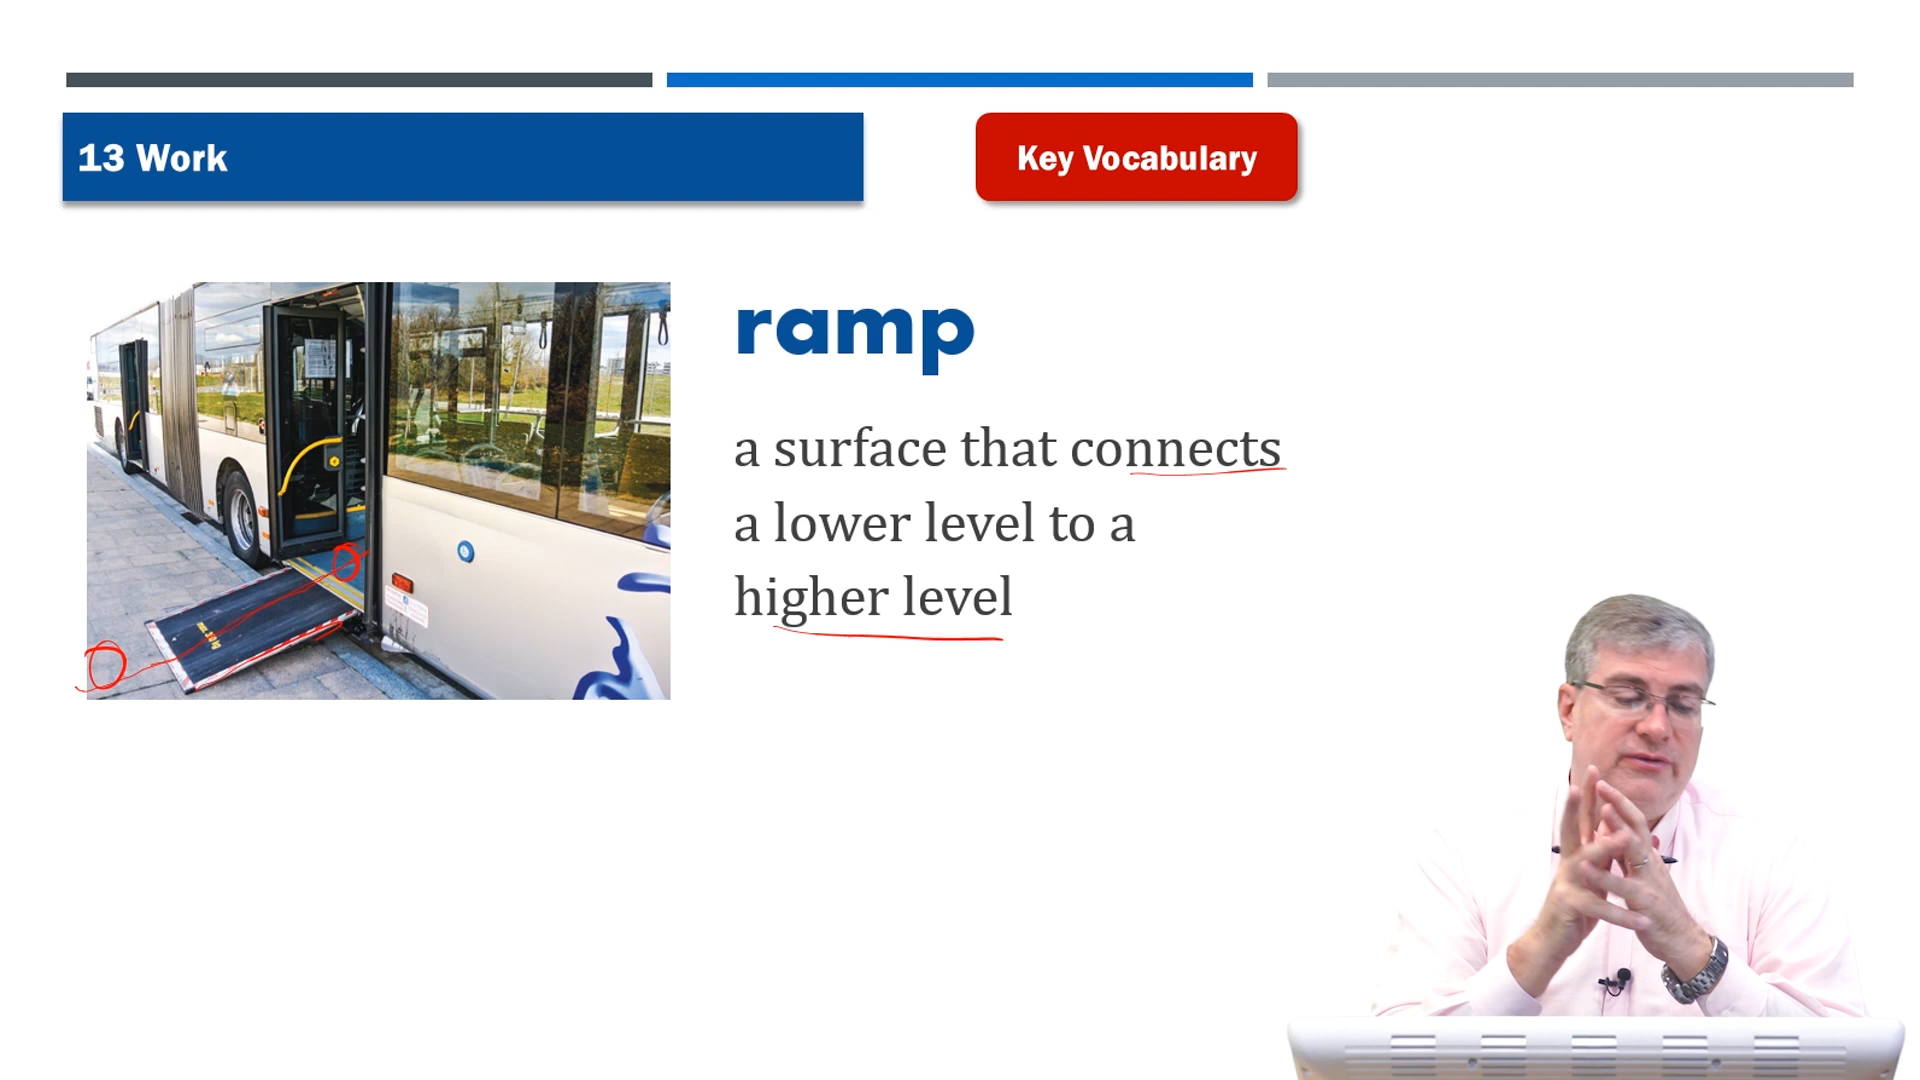 13 Work
Key Vocabulary
ramp
a surface that connects
a lower level to a
higher level